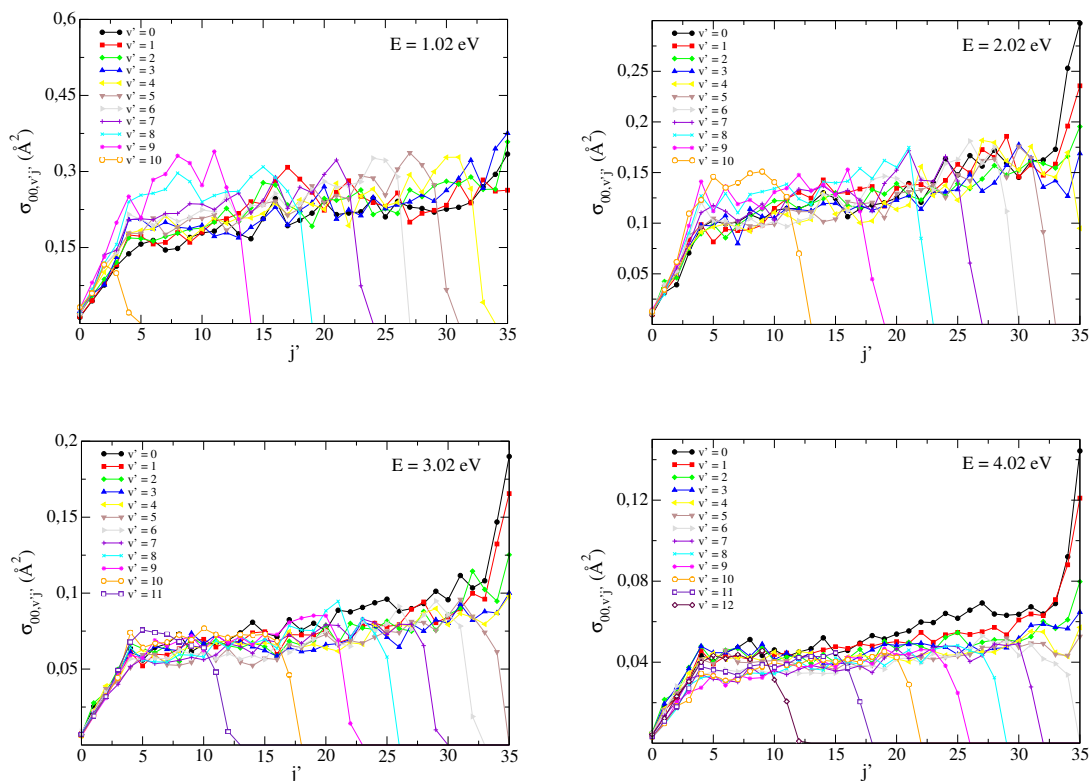 0,6
0,45
0,3
0,15
σ00,v'j' (Å2)
v' = 0
v' = 1
v' = 2
v' = 3
v' = 4
v' = 5
v' = 6
v' = 7
v' = 8
v' = 9
v' = 10
E = 1.02 eV
0 5 10 15 20 25 30 35
j'
0,25
0,2
0,15
0,1
0,05
σ00,v'j' (Å2)
v' = 0
v' = 1
v' = 2
v' = 3
v' = 4
v' = 5
v' = 6
v' = 7
v' = 8
v' = 9
v' = 10
E = 2.02 eV
0 5 10 15 20 25 30 35
j'
0,2
0,15
0,1
0,05
σ00,v'j' (Å2)
v' = 0
v' = 1
v' = 2
v' = 3
v' = 4
v' = 5
v' = 6
v' = 7
v' = 8
v' = 9
v' = 10
v' = 11
E = 3.02 eV
0 5 10 15 20 25 30 35
j'
0,12
0,08
0,04
0
σ00,v'j' (Å2)
v' = 0
v' = 1
v' = 2
v' = 3
v' = 4
v' = 5
v' = 6
v' = 7
v' = 8
v' = 9
v' = 10
v' = 11
v' = 12
E = 4.02 eV
0 5 10 15 20 25 30 35
j'